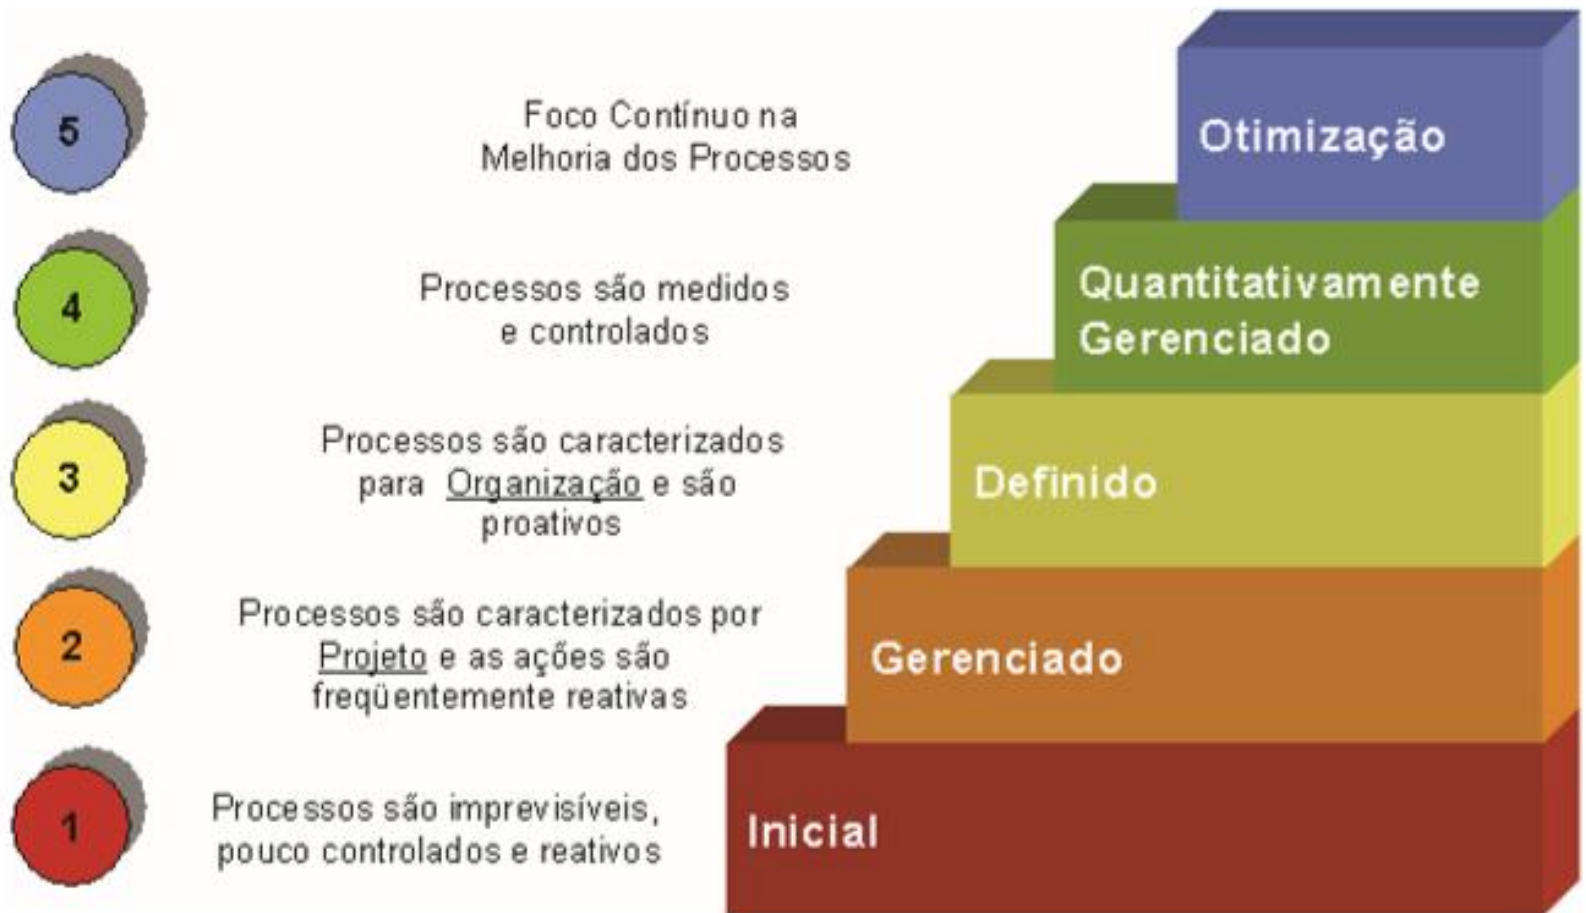 5
Foco Contínuo na
Melhoria dos Processos
Otimização
4
Processos são medidos
e controlados
Quantitativamente
Gerenciado
3
Processos são caracterizados
para Organização e são
proativos
Definido
2
Processos são caracterizados por
Projeto e as ações são
freqüentemente reativas
Gerenciado
1
Processos são imprevisíveis,
pouco controlados e reativos
Inicial